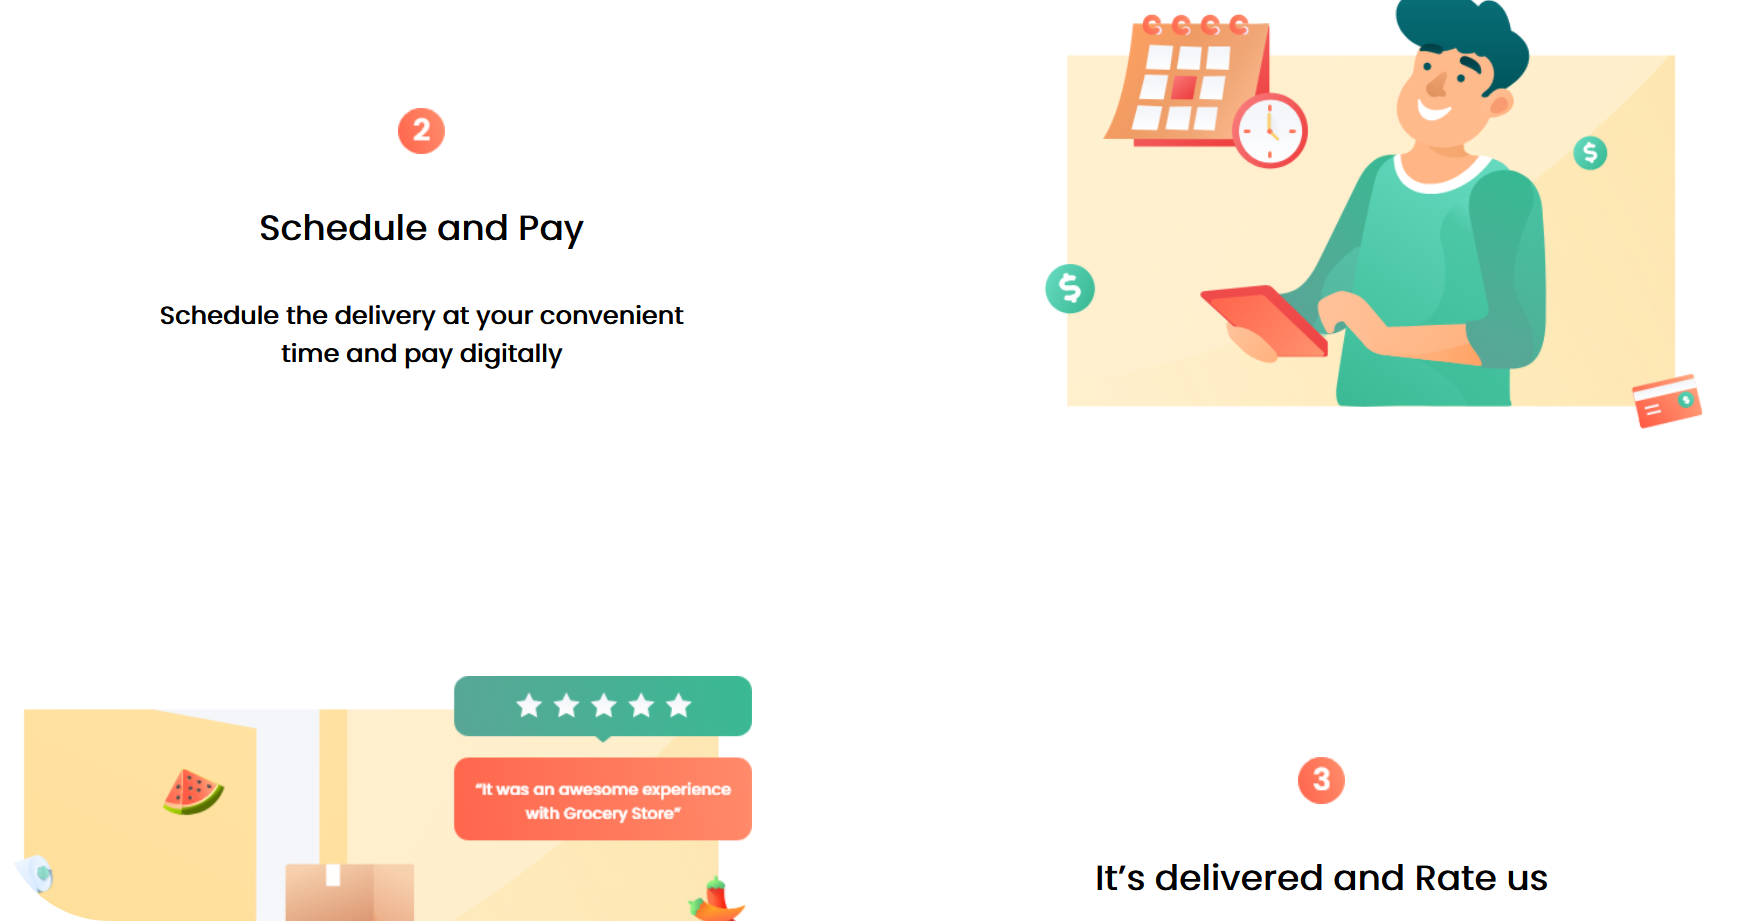 2
Schedule and Pay
Schedule the delivery at your convenient
time and pay digitally
$
$
$
“It was an awesome experience
with Grocery Store”
3
It’s delivered and Rate us